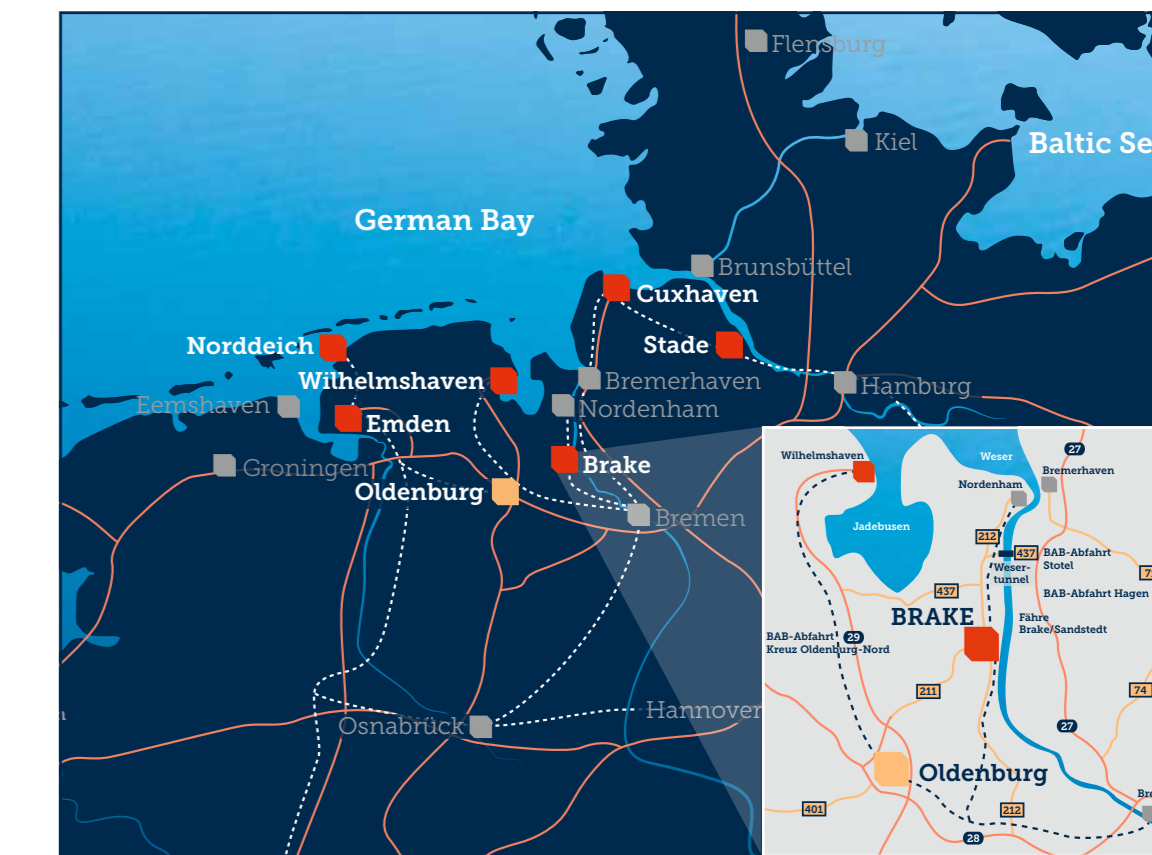 Flensburg
Kiel
Baltic Se
German Bay
Brunsbüttel
Cuxhaven
Norddeich
Stade
Wilhelmshaven
Bremerhaven
Hamburg
Eemshaven
Nordenham
Emden
Groningen
Brake
Oldenburg
Bremen
Osnabrück
Hannover
Wilhelmshaven
Weser
27
Bremerhaven
Nordenham
Jadebusen
212
437
BAB-Abfahrt
Stotel
Weser-
tunnel
437
BAB-Abfahrt Hagen
BRAKE
Fähre
Brake/Sandstedt
BAB-Abfahrt
Kreuz Oldenburg-Nord
29
211
74
27
Oldenburg
401
212
Bre
28